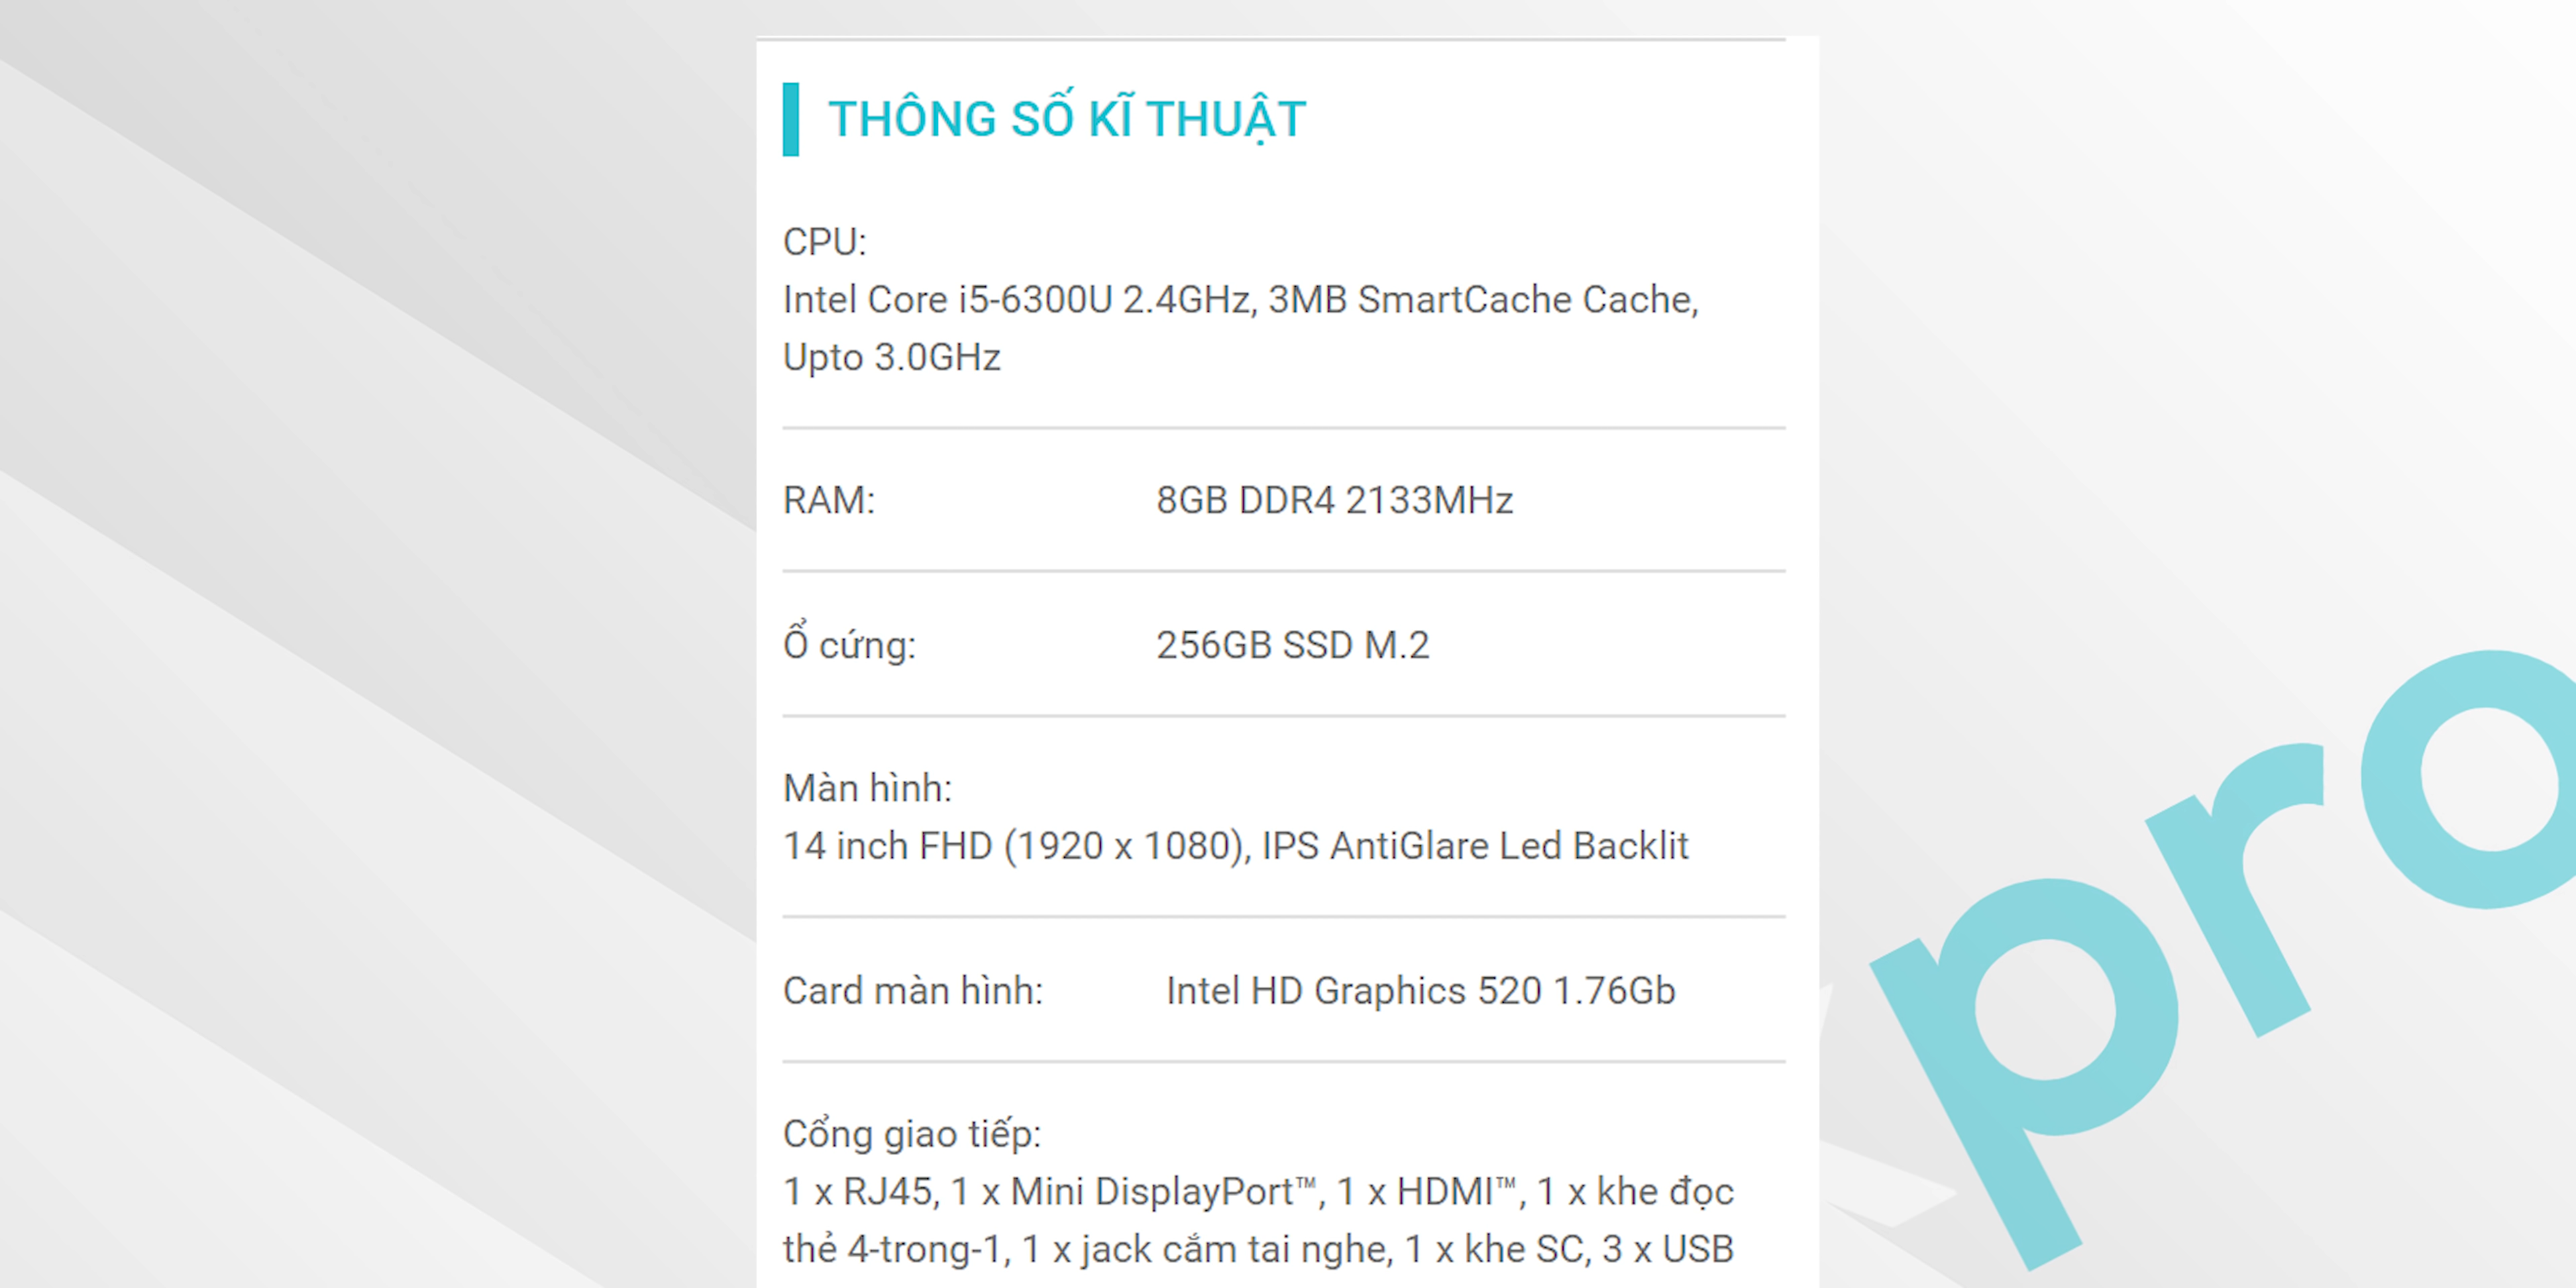 THÔNG SỐ KĨ THUẬT
CPU:
Intel Core i5-6300U 2.4GHz, 3MB SmartCache Cache,
Upto 3.0GHz
RAM: 8GB DDR4 2133MHz
Ổ cứng: 256GB SSD M.2
Màn hình:
14 inch FHD (1920 x 1080), IPS AntiGlare Led Backlit
Card màn hình: Intel HD Graphics 520 1.76Gb
Cổng giao tiếp:
1 x RJ45, 1 x Mini DisplayPort™, 1 x HDMI™, 1 x khe đọc
thẻ 4-trong-1, 1 x jack cắm tai nghe, 1 x khe SC, 3 x USB
pro